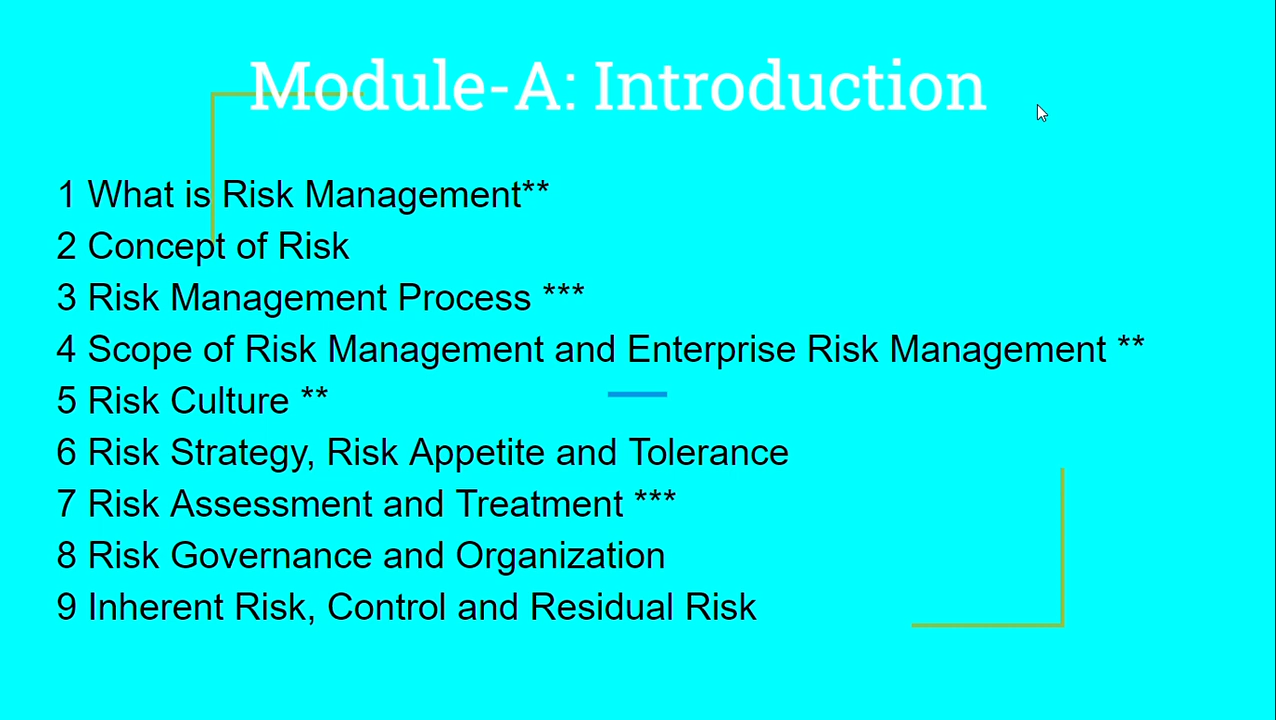 Module-A: Introduction
1 What is Risk Management**
2 Concept of Risk
3 Risk Management Process ***
4 Scope of Risk Management and Enterprise Risk Management **
5 Risk Culture **
6 Risk Strategy, Risk Appetite and Tolerance
7 Risk Assessment and Treatment ***
8 Risk Governance and Organization
9 Inherent Risk, Control and Residual Risk